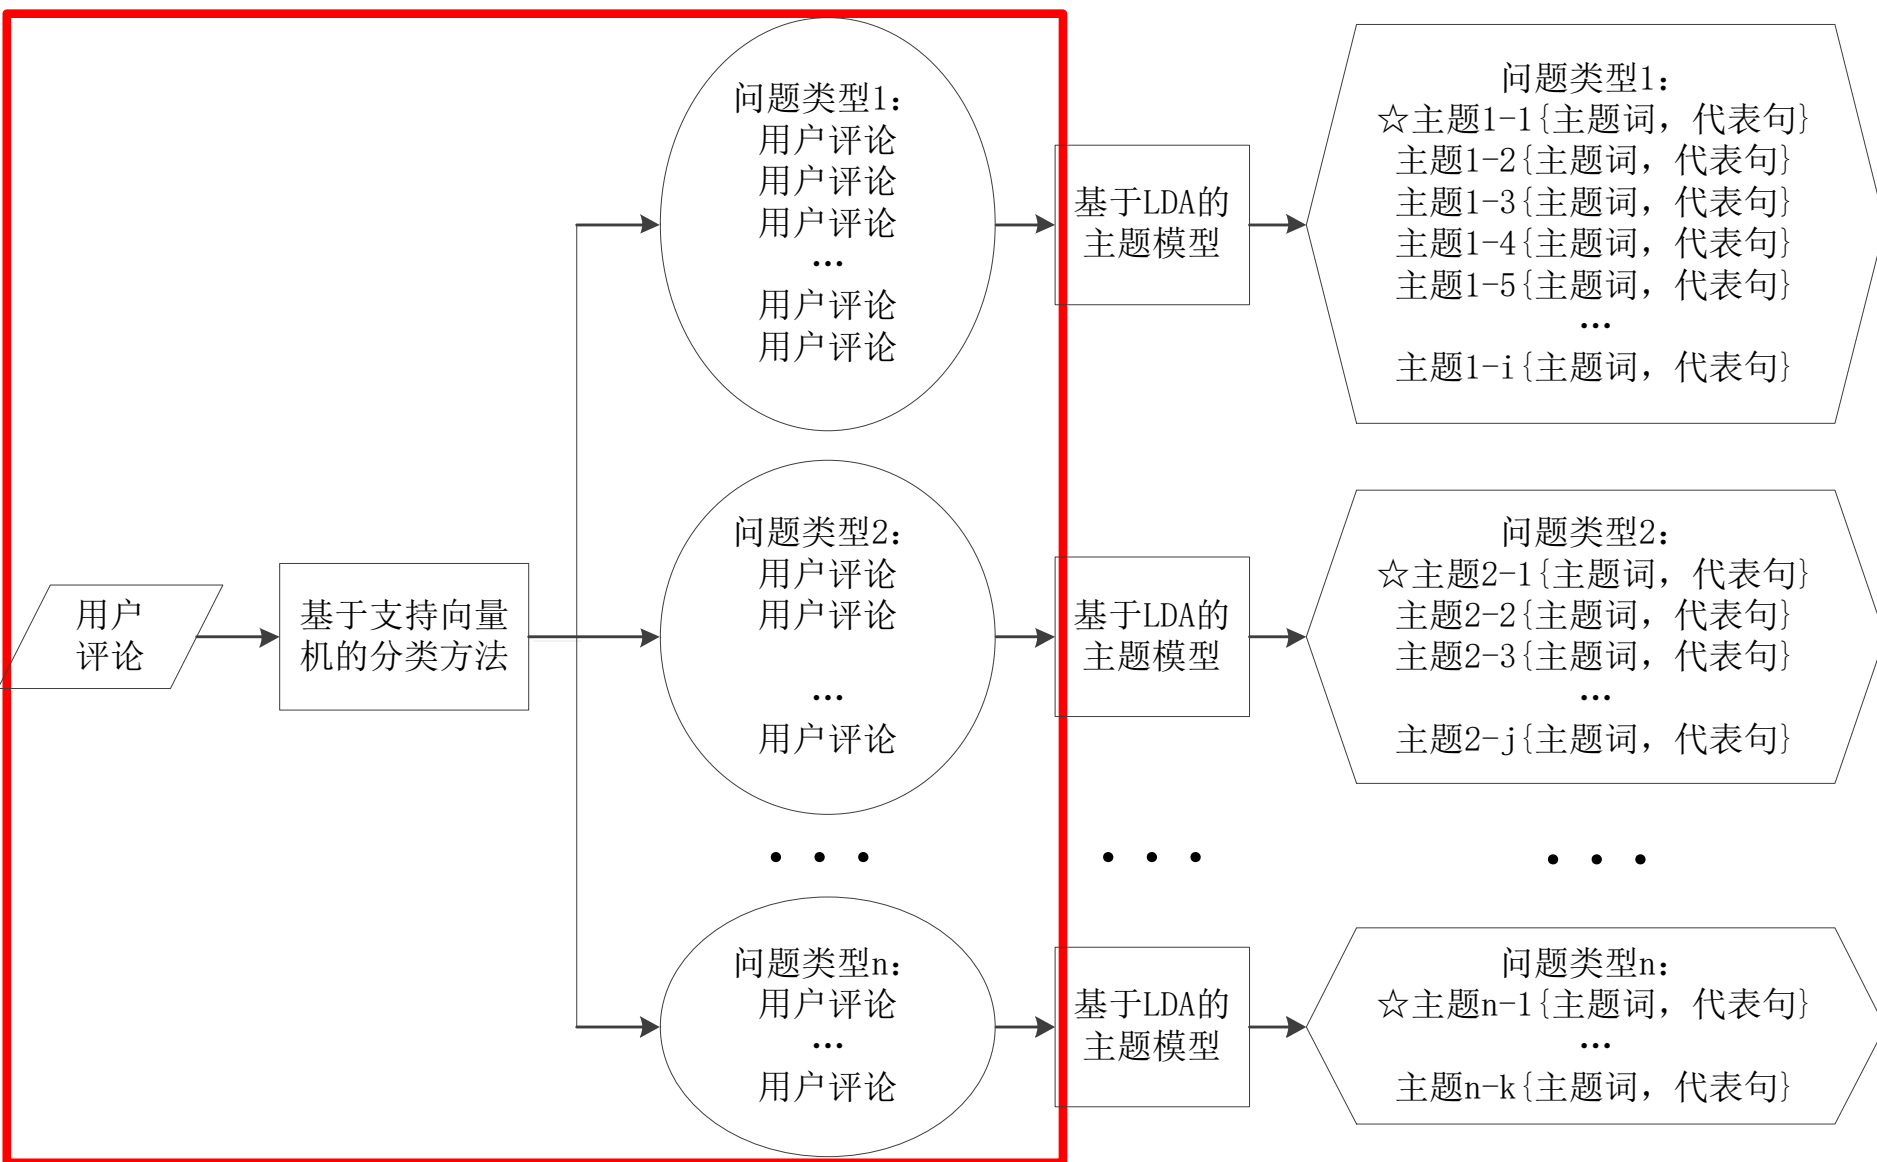 用户
评论
基于支持向量
机的分类方法
问题类型1:
用户评论
用户评论
用户评论
…
用户评论
用户评论
基于LDA的
主题模型
问题类型1:
☆主题1-1{主题词, 代表句}
主题1-2{主题词, 代表句}
主题1-3{主题词, 代表句}
主题1-4{主题词, 代表句}
主题1-5{主题词, 代表句}
…
主题1-i{主题词, 代表句}
问题类型2:
用户评论
用户评论
…
用户评论
基于LDA的
主题模型
问题类型2:
☆主题2-1{主题词, 代表句}
主题2-2{主题词, 代表句}
主题2-3{主题词, 代表句}
…
主题2-j{主题词, 代表句}
. . .
. . .
. . .
问题类型n:
用户评论
…
用户评论
基于LDA的
主题模型
问题类型n:
☆主题n-1{主题词, 代表句}
…
主题n-k{主题词, 代表句}